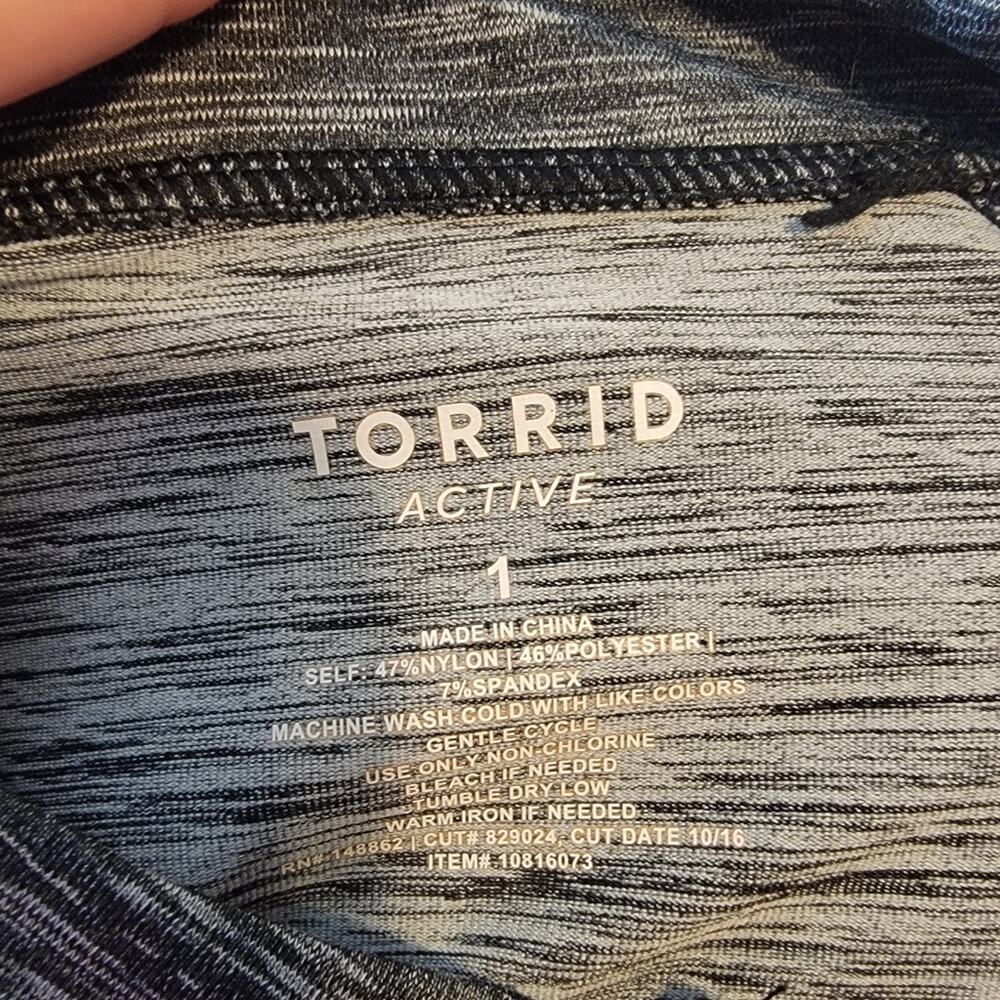 TORRID
ACTIVE
1
MADE IN CHINA
SELF: 47%NYLON | 46%POLYESTER |
7%SPANDEX
MACHINE WASH COLD WITH LIKE COLORS
GENTLE CYCLE
USE ONLY NON-CHLORINE
BLEACH IF NEEDED
TUMBLE DRY LOW
WARM IRON IF NEEDED
RN# 148862 | CUT# 829024, CUT DATE 10/16
ITEM# 10816073